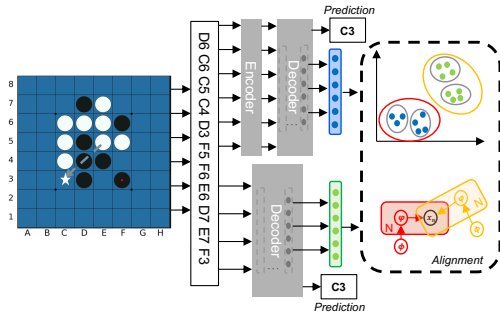 Prediction
C3
8
7
6
5
4
3
2
1
A B C D E F G H
D6 C6 C5 C4 D3 F5 F6 E6 D7 E7 F3
Encoder
Decoder
Decoder
C3
Prediction
N φ x_n
ϕ
φ N
ϕ
Alignment